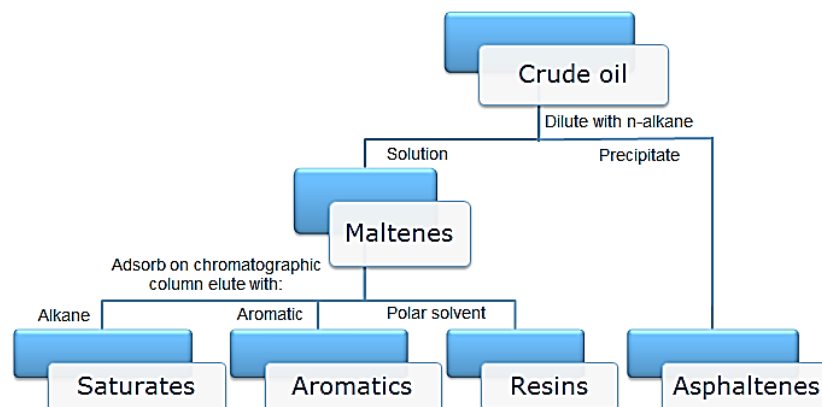 Crude oil
Dilute with n-alkane
Solution
Precipitate
Maltenes
Adsorb on chromatographic
column elute with:
Alkane
Aromatic
Polar solvent
Saturates
Aromatics
Resins
Asphaltenes